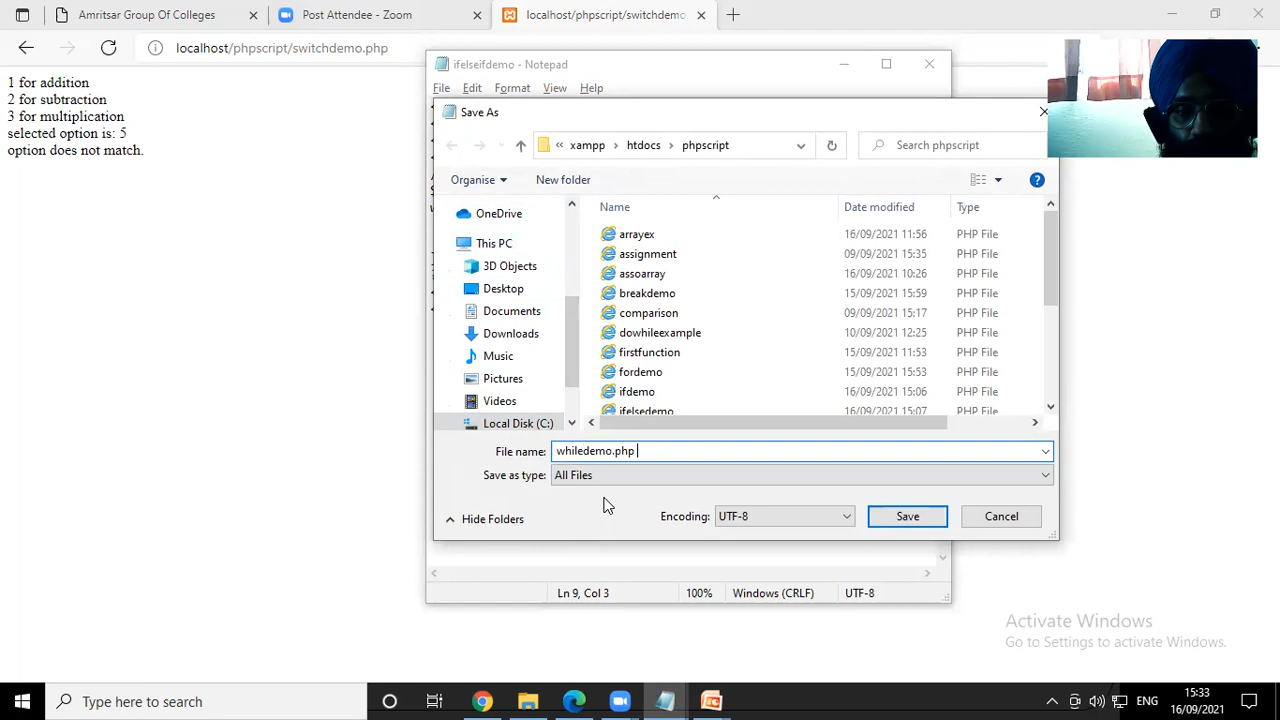 Amritsar Group Of Colleges
Post Attendee - Zoom
localhost/phpscript/switchdemo.
localhost/phpscript/switchdemo.php
1 for addition
2 for subtraction
3 for multiplication
selected option is: 5
option does not match.
ifelseifdemo - Notepad
File Edit Format View Help
Save As
« xampp › htdocs › phpscript
Search phpscript
Organise
New folder
OneDrive
This PC
3D Objects
Desktop
Documents
Downloads
Music
Pictures
Videos
Local Disk (C:)
Name Date modified Type
arrayex 16/09/2021 11:56 PHP File
assignment 09/09/2021 15:35 PHP File
assoarray 16/09/2021 10:26 PHP File
breakdemo 15/09/2021 15:59 PHP File
comparison 09/09/2021 15:17 PHP File
dowhileexample 10/09/2021 12:25 PHP File
firstfunction 15/09/2021 11:53 PHP File
fordemo 15/09/2021 15:53 PHP File
ifdemo 16/09/2021 15:06 PHP File
ifelsedemo 16/09/2021 15:07 PHP File
File name: whiledemo.php
Save as type: All Files
Hide Folders
Encoding: UTF-8
Save
Cancel
Ln 9, Col 3 100% Windows (CRLF) UTF-8
Activate Windows
Go to Settings to activate Windows.
Type here to search
ENG
15:33
16/09/2021